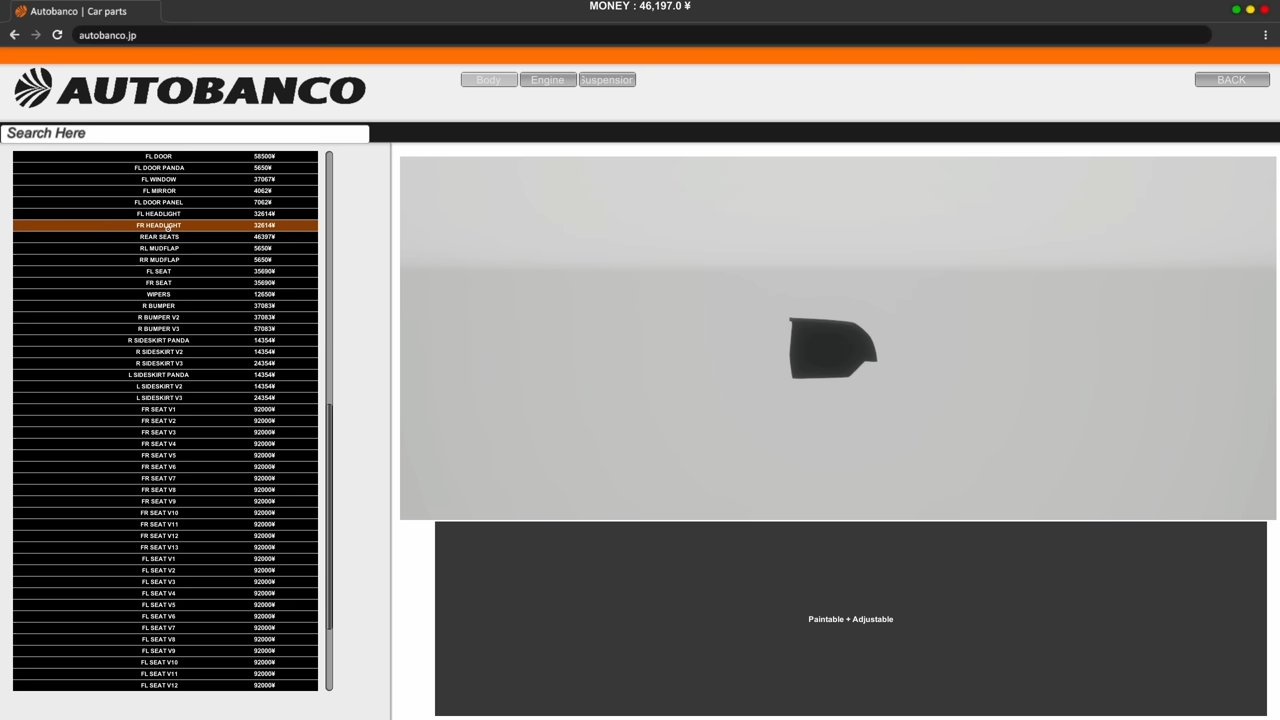 Autobanco | Car parts
MONEY : 46,197.0 ¥
autobanco.jp
AUTOBANCO
Body
Engine
Suspension
BACK
Search Here
FL DOOR 58500¥
FL DOOR PANDA 5650¥
FL WINDOW 37067¥
FL MIRROR 4062¥
FL DOOR PANEL 7062¥
FL HEADLIGHT 32614¥
FR HEADLIGHT 32614¥
REAR SEATS 46397¥
RL MUDFLAP 5650¥
RR MUDFLAP 5650¥
FL SEAT 35690¥
FR SEAT 35690¥
WIPERS 12650¥
R BUMPER 37083¥
R BUMPER V2 37083¥
R BUMPER V3 57083¥
R SIDESKIRT PANDA 14354¥
R SIDESKIRT V2 14354¥
R SIDESKIRT V3 24354¥
L SIDESKIRT PANDA 14354¥
L SIDESKIRT V2 14354¥
L SIDESKIRT V3 24354¥
FR SEAT V1 92000¥
FR SEAT V2 92000¥
FR SEAT V3 92000¥
FR SEAT V4 92000¥
FR SEAT V5 92000¥
FR SEAT V6 92000¥
FR SEAT V7 92000¥
FR SEAT V8 92000¥
FR SEAT V9 92000¥
FR SEAT V10 92000¥
FR SEAT V11 92000¥
FR SEAT V12 92000¥
FR SEAT V13 92000¥
FL SEAT V1 92000¥
FL SEAT V2 92000¥
FL SEAT V3 92000¥
FL SEAT V4 92000¥
FL SEAT V5 92000¥
FL SEAT V6 92000¥
FL SEAT V7 92000¥
FL SEAT V8 92000¥
FL SEAT V9 92000¥
FL SEAT V10 92000¥
FL SEAT V11 92000¥
FL SEAT V12 92000¥
Paintable + Adjustable